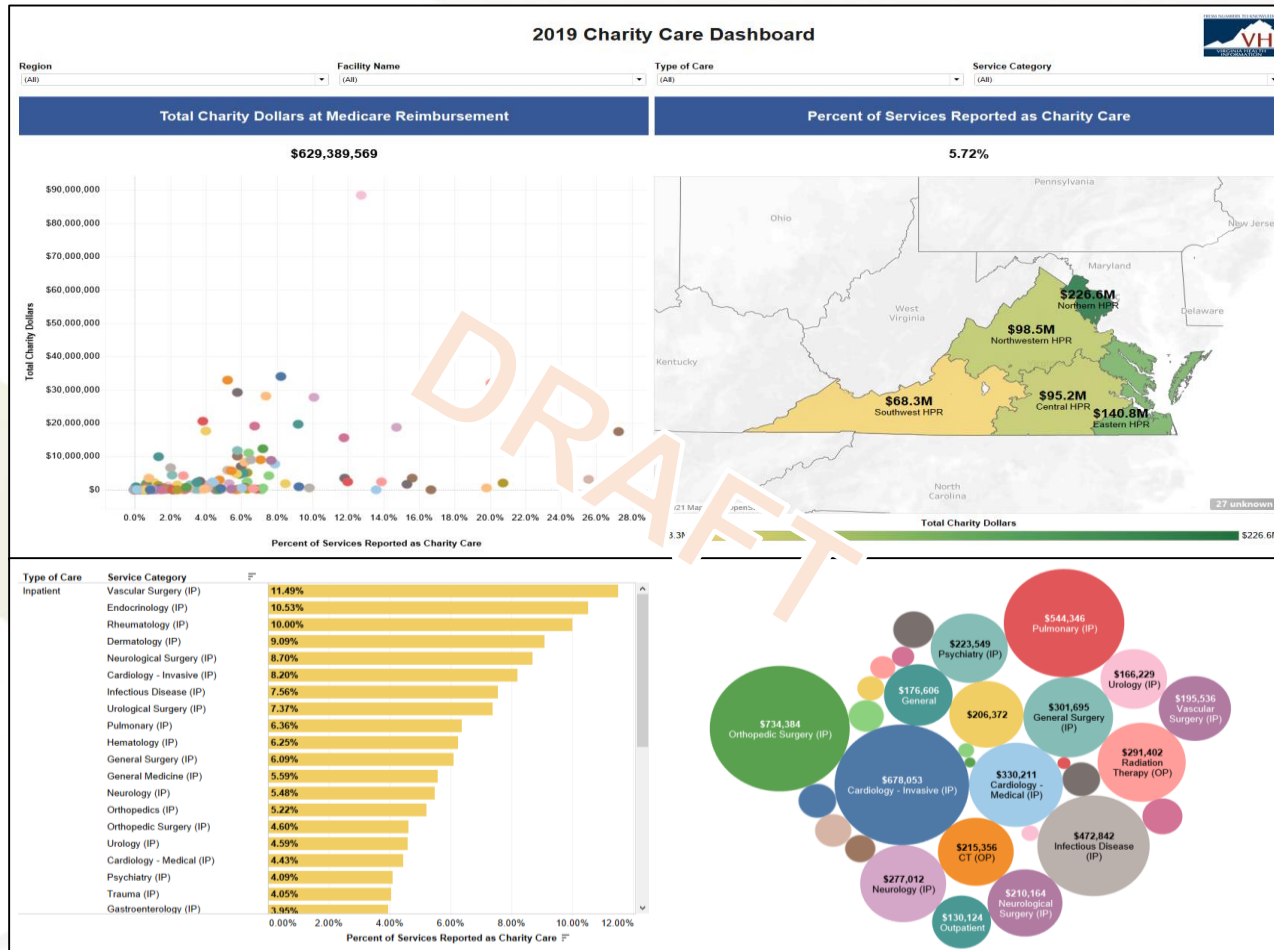 2019 Charity Care Dashboard
FROM NUMBERS TO KNOWLEDGE
VH
VIRGINIA HEALTH
INFORMATION
Region
Facility Name
Type of Care
Service Category
(All)
(All)
(All)
(All)
Total Charity Dollars at Medicare Reimbursement
Percent of Services Reported as Charity Care
$629,389,569
5.72%
$90,000,000
$80,000,000
$70,000,000
$60,000,000
$50,000,000
$40,000,000
$30,000,000
$20,000,000
$10,000,000
$0
Total Charity Dollars
0.0% 2.0% 4.0% 6.0% 8.0% 10.0% 12.0% 14.0% 16.0% 18.0% 20.0% 22.0% 24.0% 26.0% 28.0%
Percent of Services Reported as Charity Care
Pennsylvania
Ohio
New Jerse
Maryland
West
Virginia
Delaware
Kentucky
North
Carolina
$226.6M
Northern HPR
$98.5M
Northwestern HPR
$68.3M
Southwest HPR
$95.2M
Central HPR
$140.8M
Eastern HPR
21 Map
27 unknown
Total Charity Dollars
3.3M
$226.6M
DRAFT
Type of Care
Service Category
Inpatient
Vascular Surgery (IP) 11.49%
Endocrinology (IP) 10.53%
Rheumatology (IP) 10.00%
Dermatology (IP) 9.09%
Neurological Surgery (IP) 8.70%
Cardiology - Invasive (IP) 8.20%
Infectious Disease (IP) 7.56%
Urological Surgery (IP) 7.37%
Pulmonary (IP) 6.36%
Hematology (IP) 6.25%
General Surgery (IP) 6.09%
General Medicine (IP) 5.59%
Neurology (IP) 5.48%
Orthopedics (IP) 5.22%
Orthopedic Surgery (IP) 4.60%
Urology (IP) 4.59%
Cardiology - Medical (IP) 4.43%
Psychiatry (IP) 4.09%
Trauma (IP) 4.05%
Gastroenterology (IP) 3.95%
6.00% 2.00% 4.00% 6.00% 8.00% 10.00% 12.00%
Percent of Services Reported as Charity Care
$544,346
Pulmonary (IP)
$223,549
Psychiatry (IP)
$166,229
Urology (IP)
$176,606
General
$206,372
$301,695
General Surgery
(IP)
$195,536
Vascular
Surgery (IP)
$734,384
Orthopedic Surgery (IP)
$291,402
Radiation
Therapy (OP)
$678,053
Cardiology - Invasive (IP)
$330,211
Cardiology -
Medical (IP)
$472,842
Infectious Disease
(IP)
$215,356
CT (OP)
$277,012
Neurology (IP)
$210,164
Neurological
Surgery (IP)
$130,124
Outpatient